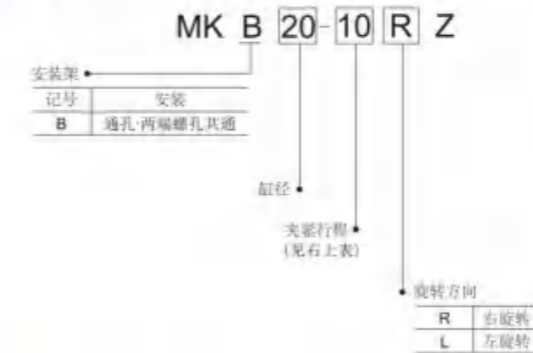 MK B 20-10 R Z
安装架
记号 安装
B 通孔·两端螺孔共通
缸径
夹紧行程
(见右上表)
旋转方向
R 右旋转
L 左旋转